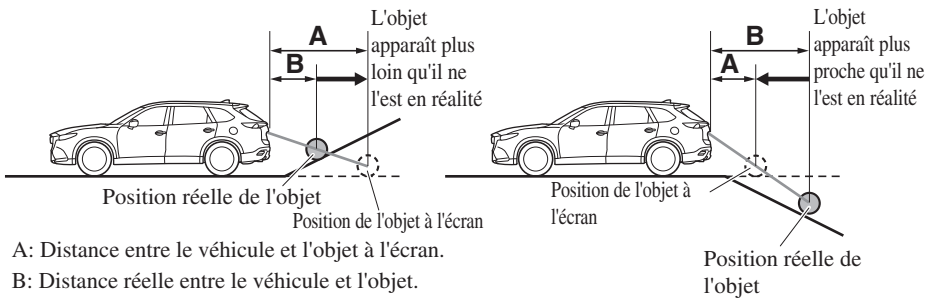 L'objet
apparaît plus
loin qu'il ne
l'est en réalité
A
B
Position réelle de l'objet
Position de l'objet à l'écran
L'objet
apparaît plus
proche qu'il ne
l'est en réalité
B
A
Position de l'objet à
l'écran
Position réelle de
l'objet
A: Distance entre le véhicule et l'objet à l'écran.
B: Distance réelle entre le véhicule et l'objet.